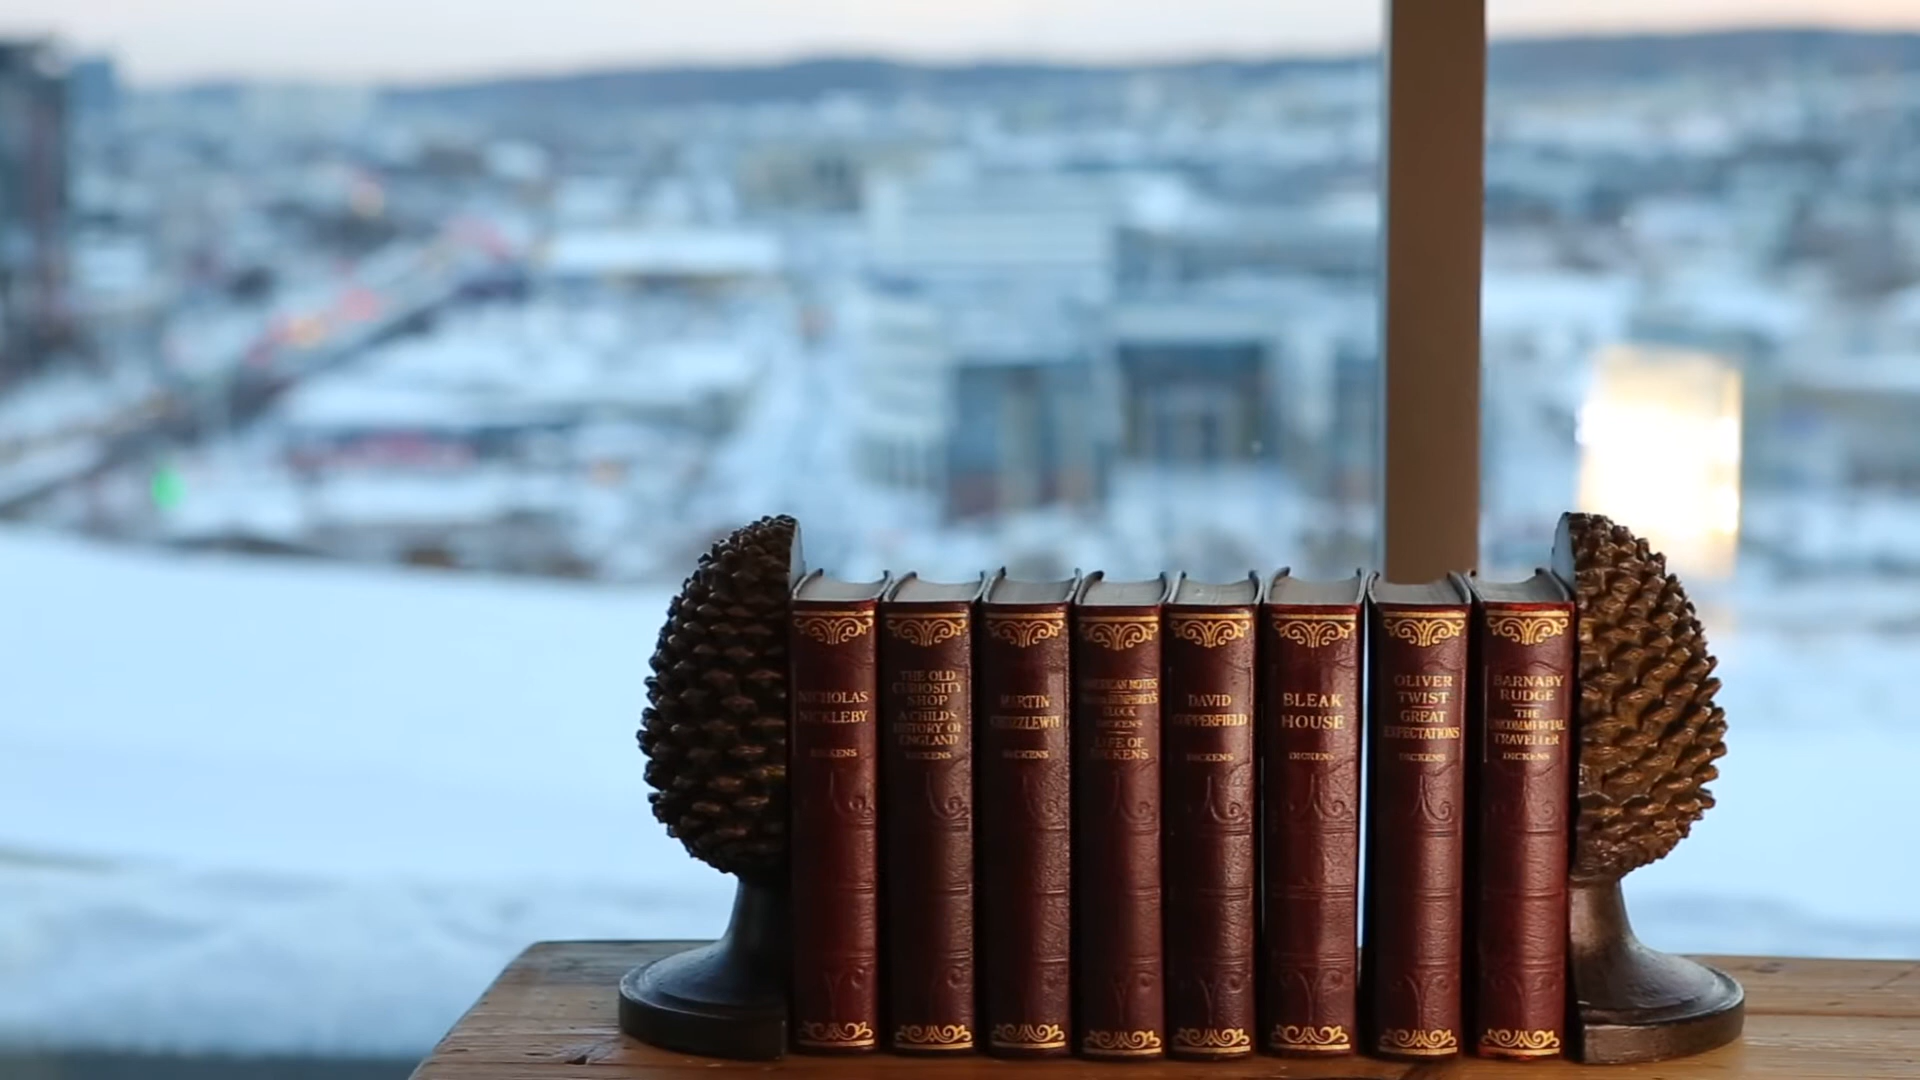 NICHOLAS
NICKLEBY
DICKENS
THE OLD
CURIOSITY
SHOP
A CHILD'S
HISTORY OF
ENGLAND
DICKENS
MARTIN
CHUZZLEWIT
DICKENS
AMERICAN NOTES
CLOCK
DICKENS
LIFE OF
DICKENS
DAVID
COPPERFIELD
DICKENS
BLEAK
HOUSE
DICKENS
OLIVER
TWIST
GREAT
EXPECTATIONS
DICKENS
BARNABY
RUDGE
THE
UNCOMMERCIAL
TRAVELLER
DICKENS